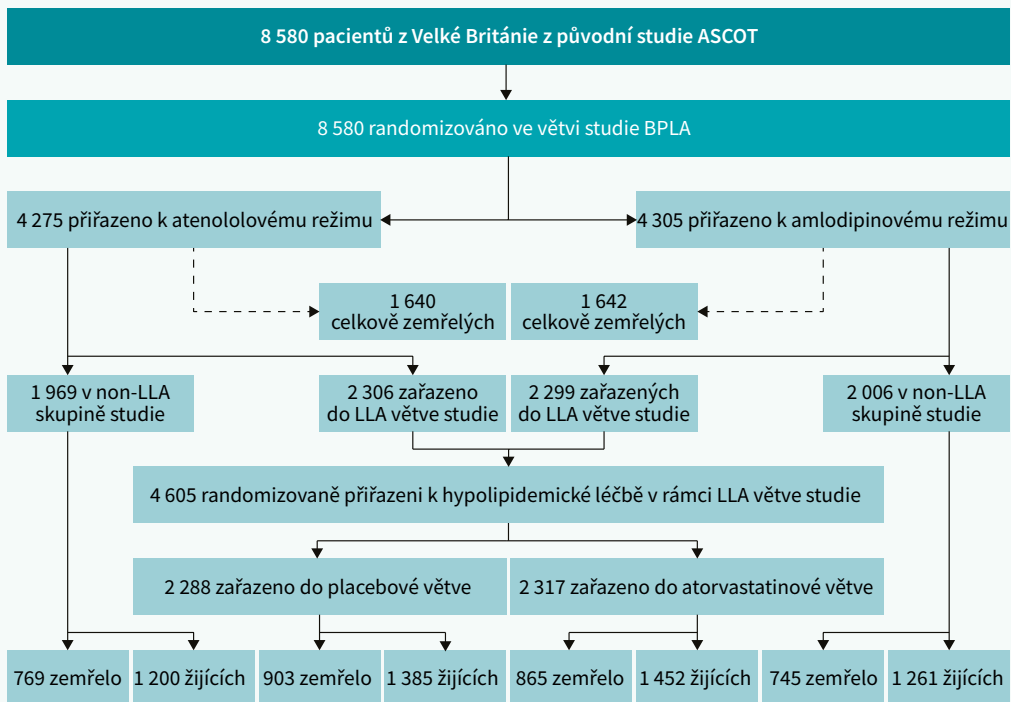 8 580 pacientů z Velké Británie z původní studie ASCOT
8 580 randomizováno ve větvi studie BPLA
4 275 přiřazeno k atenololovému režimu
4 305 přiřazeno k amlodipinovému režimu
1 640
celkově zemřelých
1 642
celkově zemřelých
1 969 v non-LLA
skupině studie
2 306 zařazeno
do LLA větve studie
2 299 zařazených
do LLA větve studie
2 006 v non-LLA
skupině studie
4 605 randomizovaně přiřazeni k hypolipidemické léčbě v rámci LLA větve studie
2 288 zařazeno do placebové větve
2 317 zařazeno do atorvastatinové větve
769 zemřelo
1 200 žijících
903 zemřelo
1 385 žijících
865 zemřelo
1 452 žijících
745 zemřelo
1 261 žijících